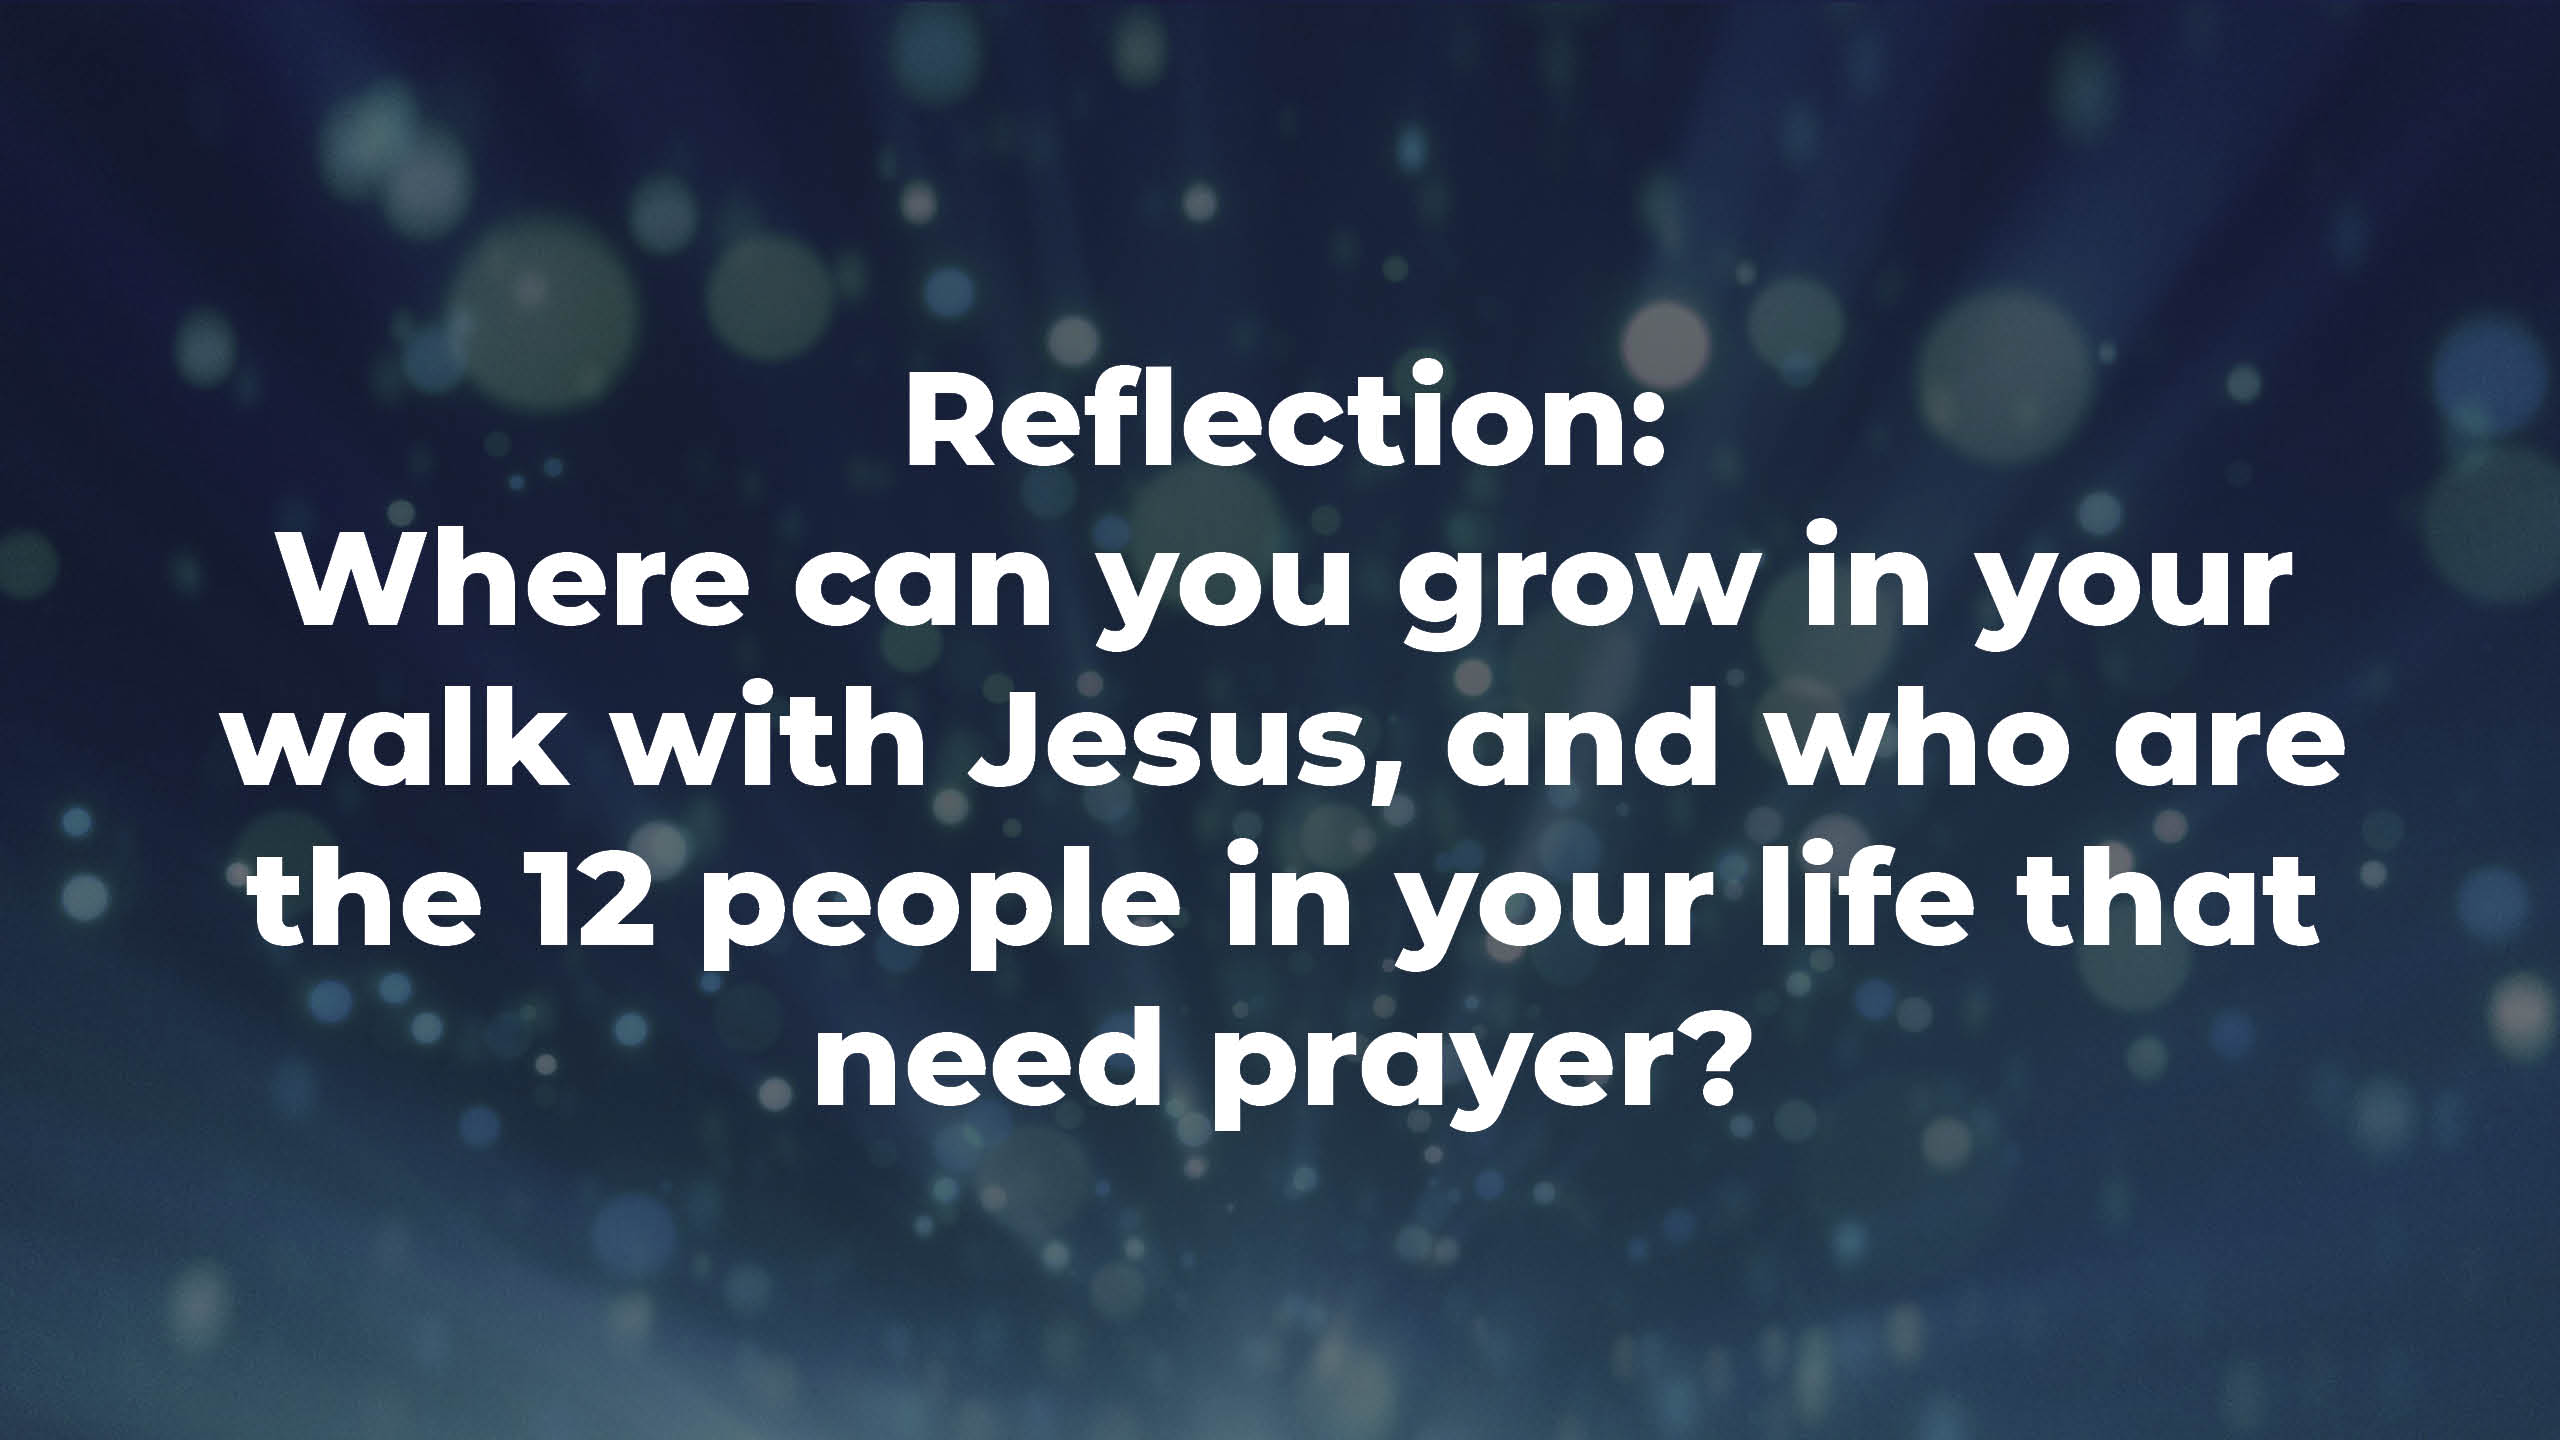 Reflection:
Where can you grow in your
walk with Jesus, and who are
the 12 people in your life that
need prayer?